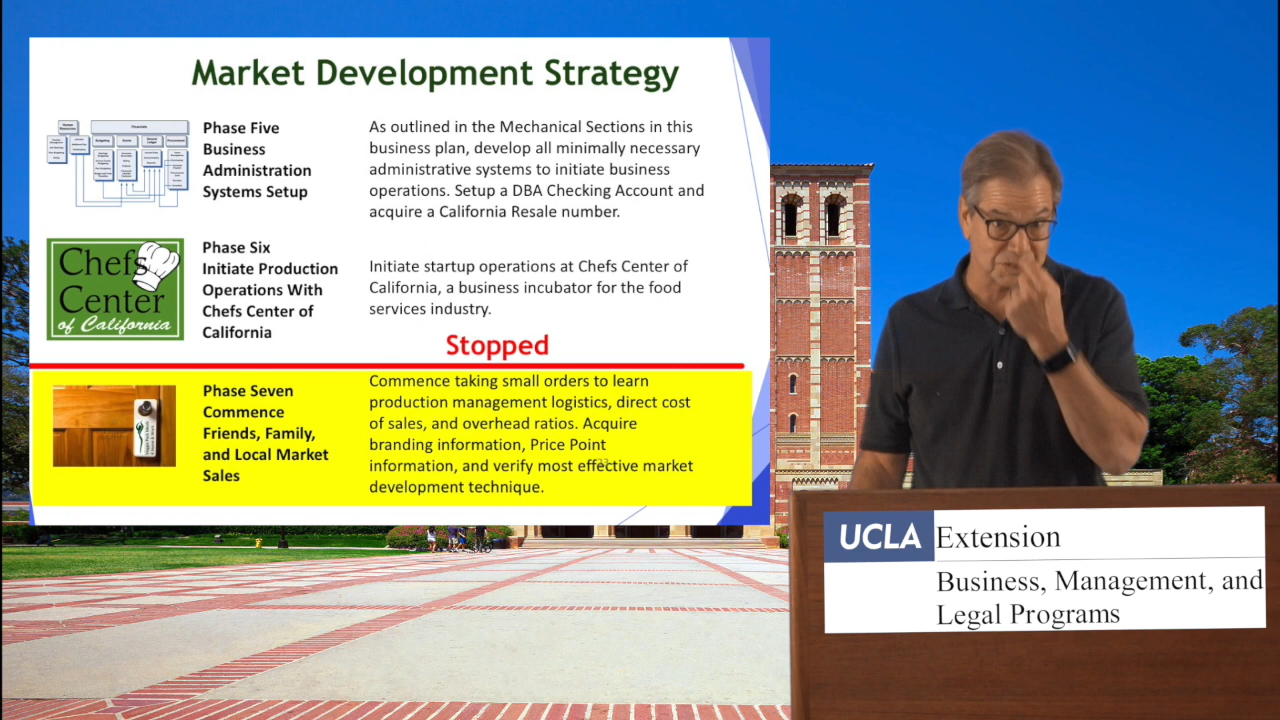 Market Development Strategy
Phase Five
Business
Administration
Systems Setup
As outlined in the Mechanical Sections in this
business plan, develop all minimally necessary
administrative systems to initiate business
operations. Setup a DBA Checking Account and
acquire a California Resale number.
Chefs
Center
of California
Phase Six
Initiate Production
Operations With
Chefs Center of
California
Initiate startup operations at Chefs Center of
California, a business incubator for the food
services industry.
Stopped
Phase Seven
Commence
Friends, Family,
and Local Market
Sales
Commence taking small orders to learn
production management logistics, direct cost
of sales, and overhead ratios. Acquire
branding information, Price Point
information, and verify most effective market
development technique.
UCLA Extension
Business, Management, and
Legal Programs